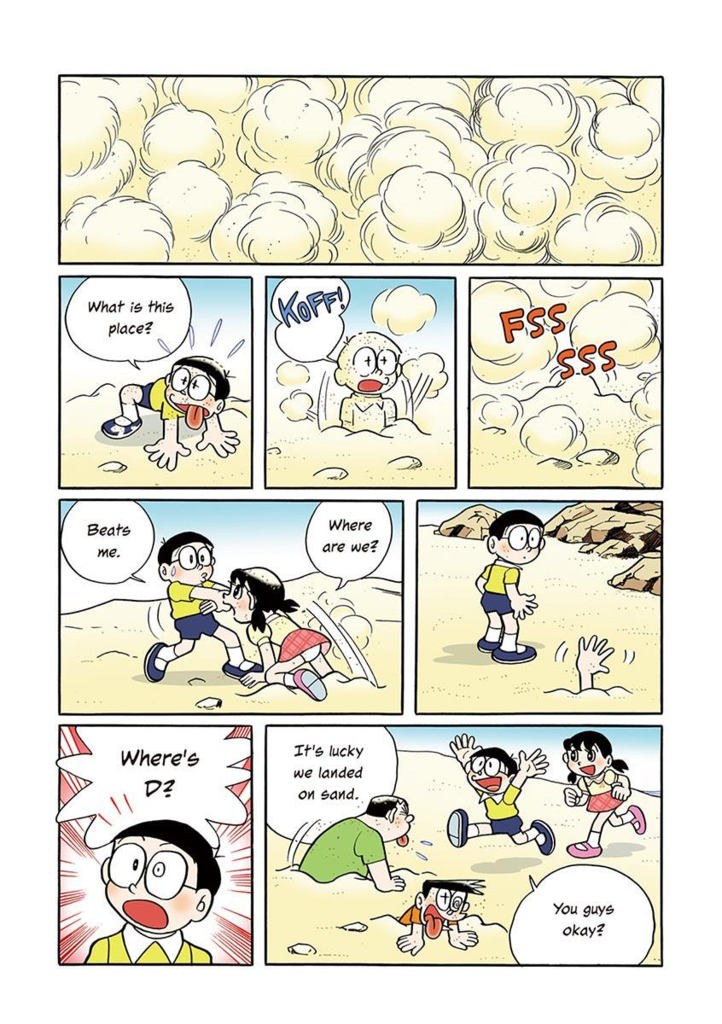 FSS
SSS
KOFF!
What is this
place?
Where
are we?
Beats
me.
You guys
okay?
It's lucky
we landed
on sand.
Where's
D?